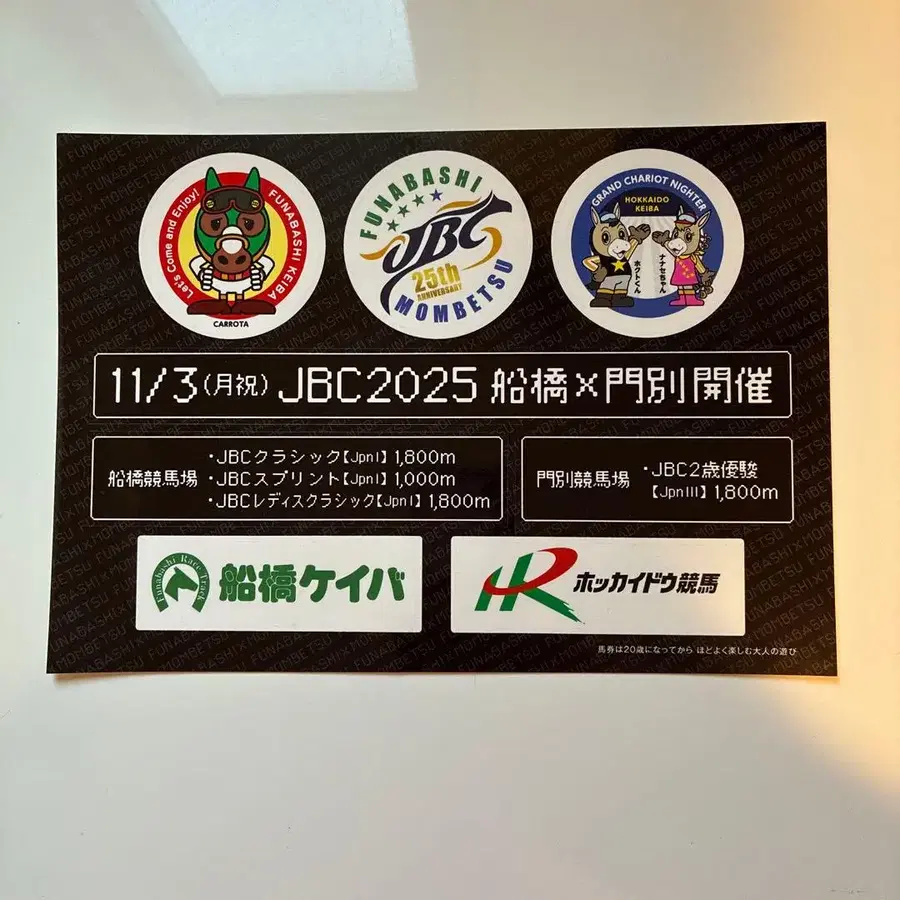 Let's Come and Enjoy!
FUNABASHI KEIBA
CARROTA
FUNABASHI
JBC
25th
ANNIVERSARY
MOMBETSU
GRAND CHARIOT NIGHTER
HOKKAIDO
KEIBA
ホクトくん
ナナセちゃん
11/3(月祝) JBC2025 船橋×門別開催
船橋競馬場
・JBCクラシック【JpnⅠ】1,800m
・JBCスプリント【JpnⅠ】1,000m
・JBCレディスクラシック【JpnⅠ】1,800m
門別競馬場
・JBC2歳優駿
【JpnⅢ】1,800m
Funabashi Race Track
船橋ケイバ
HR
ホッカイドウ競馬
馬券は20歳になってから ほどよく楽しむ大人の遊び
FUNABASHI×MOMBETSU